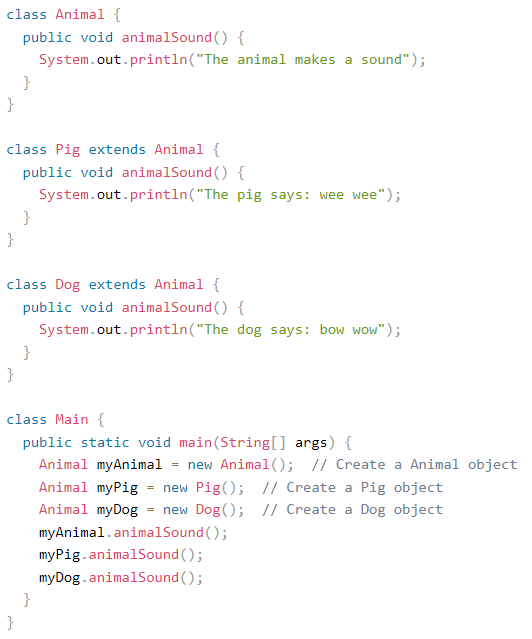 class Animal {
  public void animalSound() {
    System.out.println("The animal makes a sound");
  }
}

class Pig extends Animal {
  public void animalSound() {
    System.out.println("The pig says: wee wee");
  }
}

class Dog extends Animal {
  public void animalSound() {
    System.out.println("The dog says: bow wow");
  }
}

class Main {
  public static void main(String[] args) {
    Animal myAnimal = new Animal();  // Create a Animal object
    Animal myPig = new Pig();  // Create a Pig object
    Animal myDog = new Dog();  // Create a Dog object
    myAnimal.animalSound();
    myPig.animalSound();
    myDog.animalSound();
  }
}